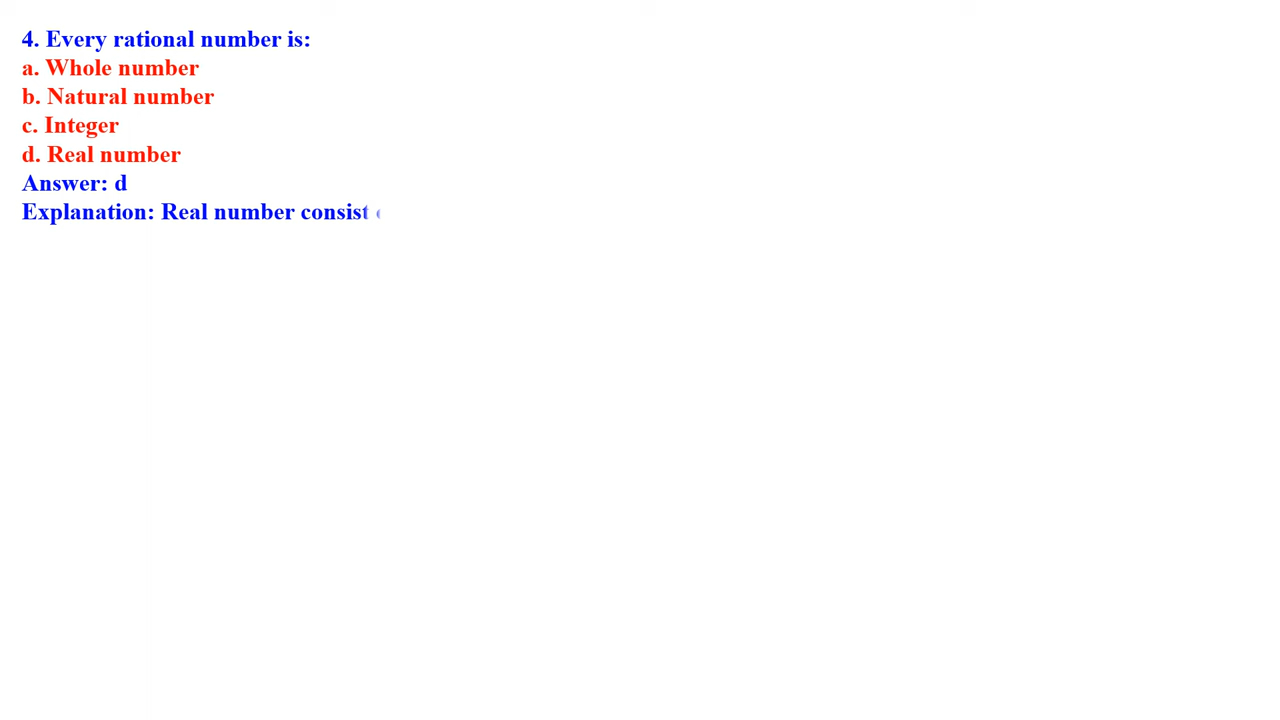 4. Every rational number is:
a. Whole number
b. Natural number
c. Integer
d. Real number
Answer: d
Explanation: Real number consist